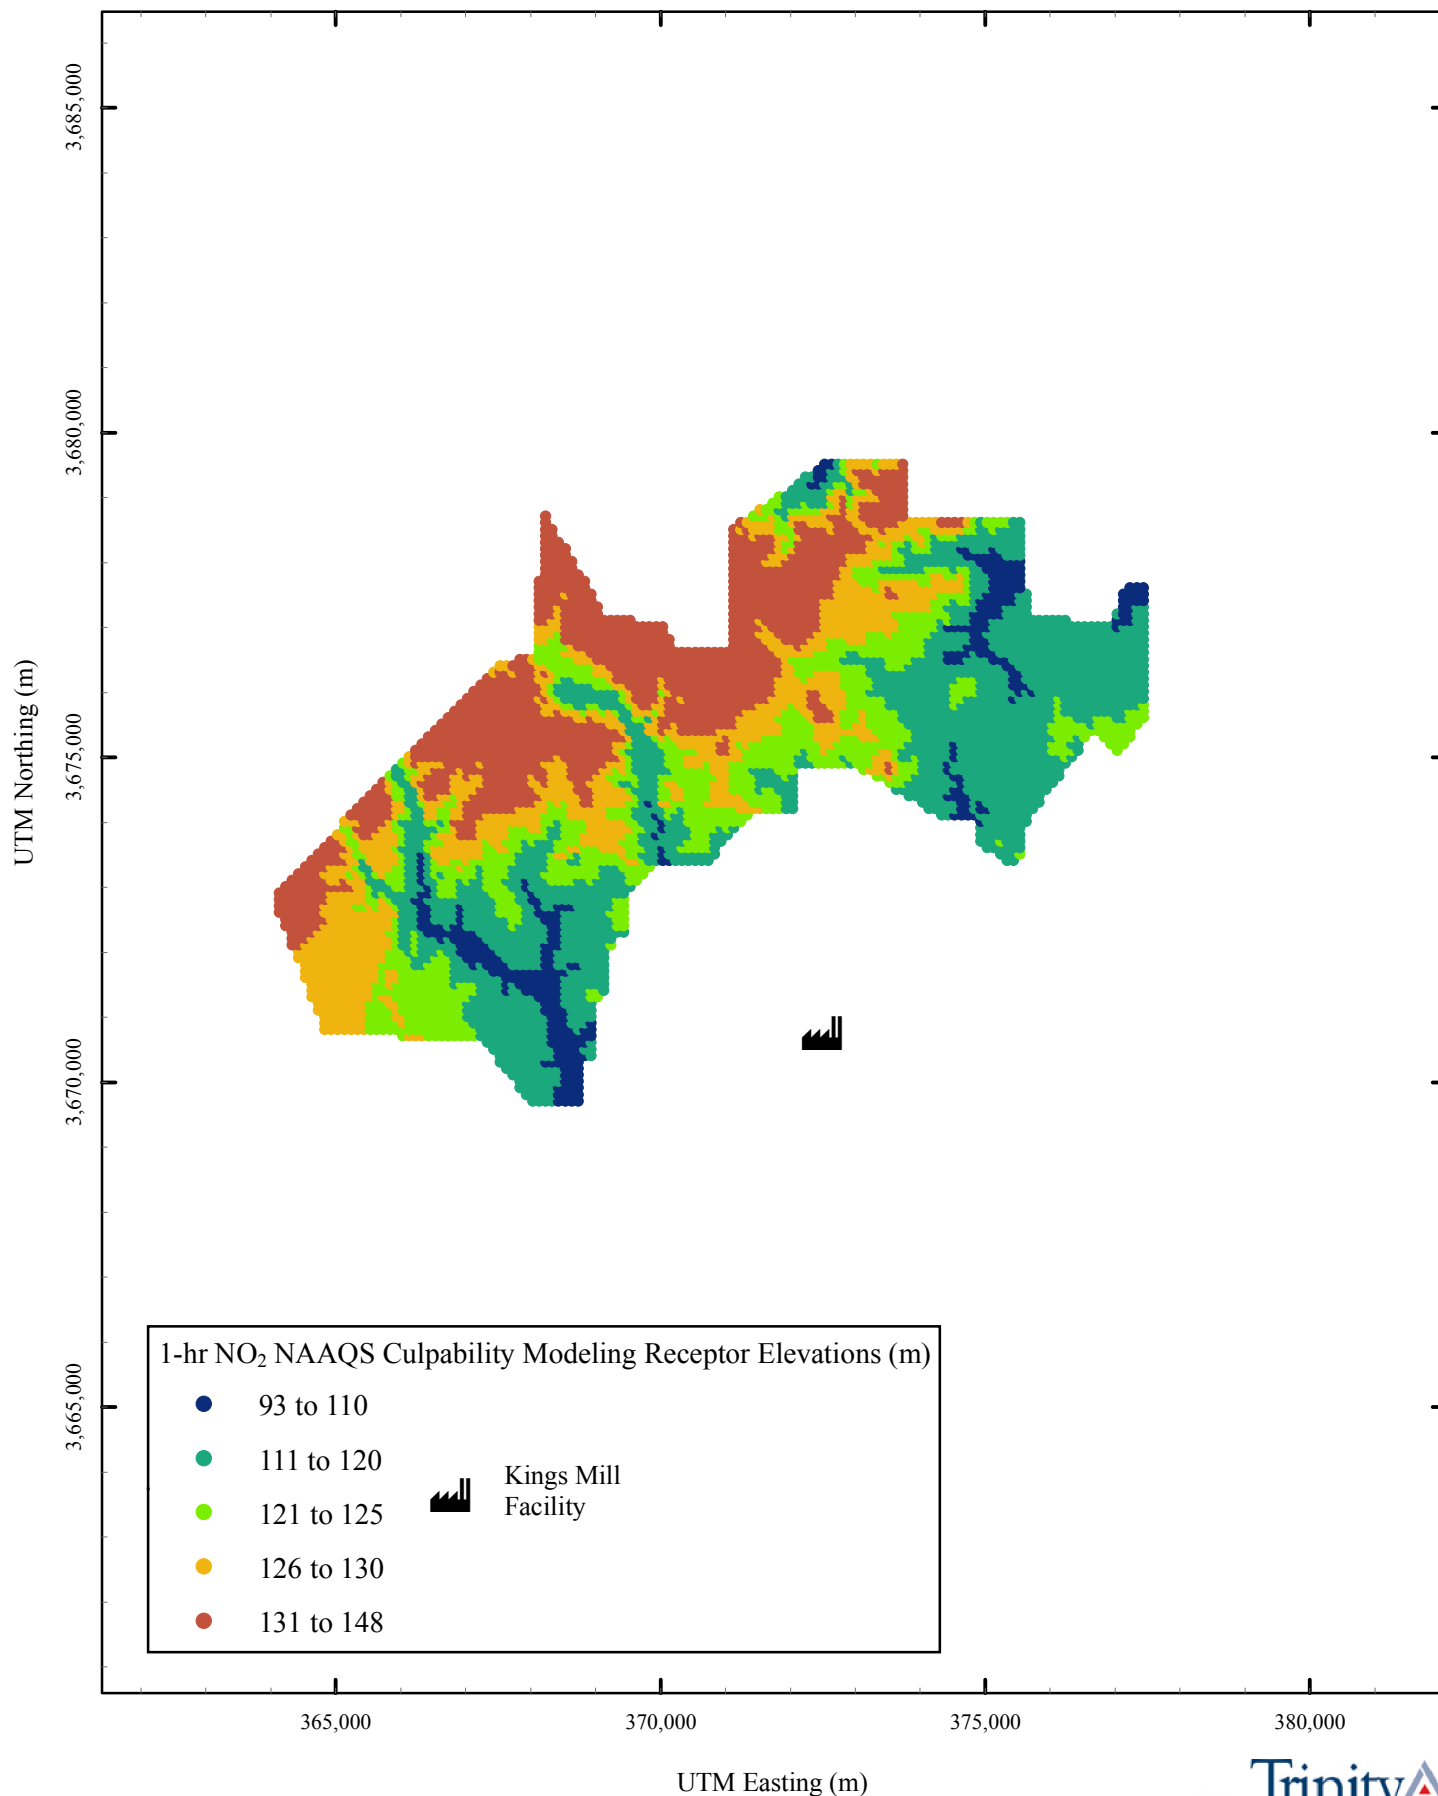 3,685,000
3,680,000
3,675,000
3,670,000
3,665,000
UTM Northing (m)
1-hr NO₂ NAAQS Culpability Modeling Receptor Elevations (m)
93 to 110
111 to 120
121 to 125
126 to 130
131 to 148
Kings Mill
Facility
365,000
370,000
375,000
380,000
UTM Easting (m)
Trinity